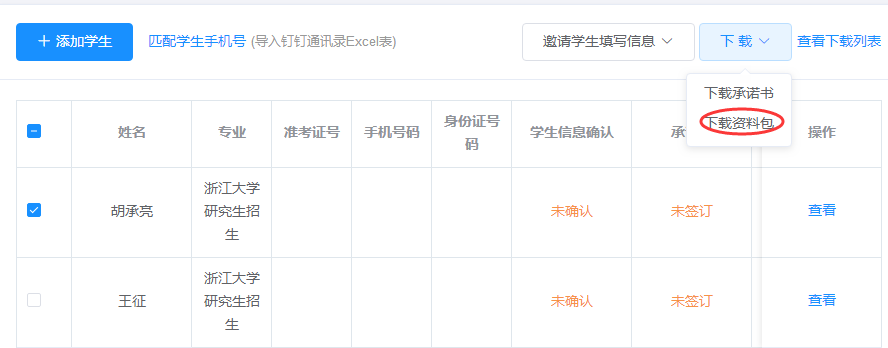 + 添加学生 匹配学生手机号 (导入钉钉通讯录Excel表) 邀请学生填写信息 下 载 查看下载列表
下载承诺书
下载资料包
姓名 专业 准考证号 手机号码 身份证号 学生信息确认 承 操作
码
浙江大学
胡承亮 研究生招 未确认 未签订 查看
生
浙江大学
王征 研究生招 未确认 未签订 查看
生